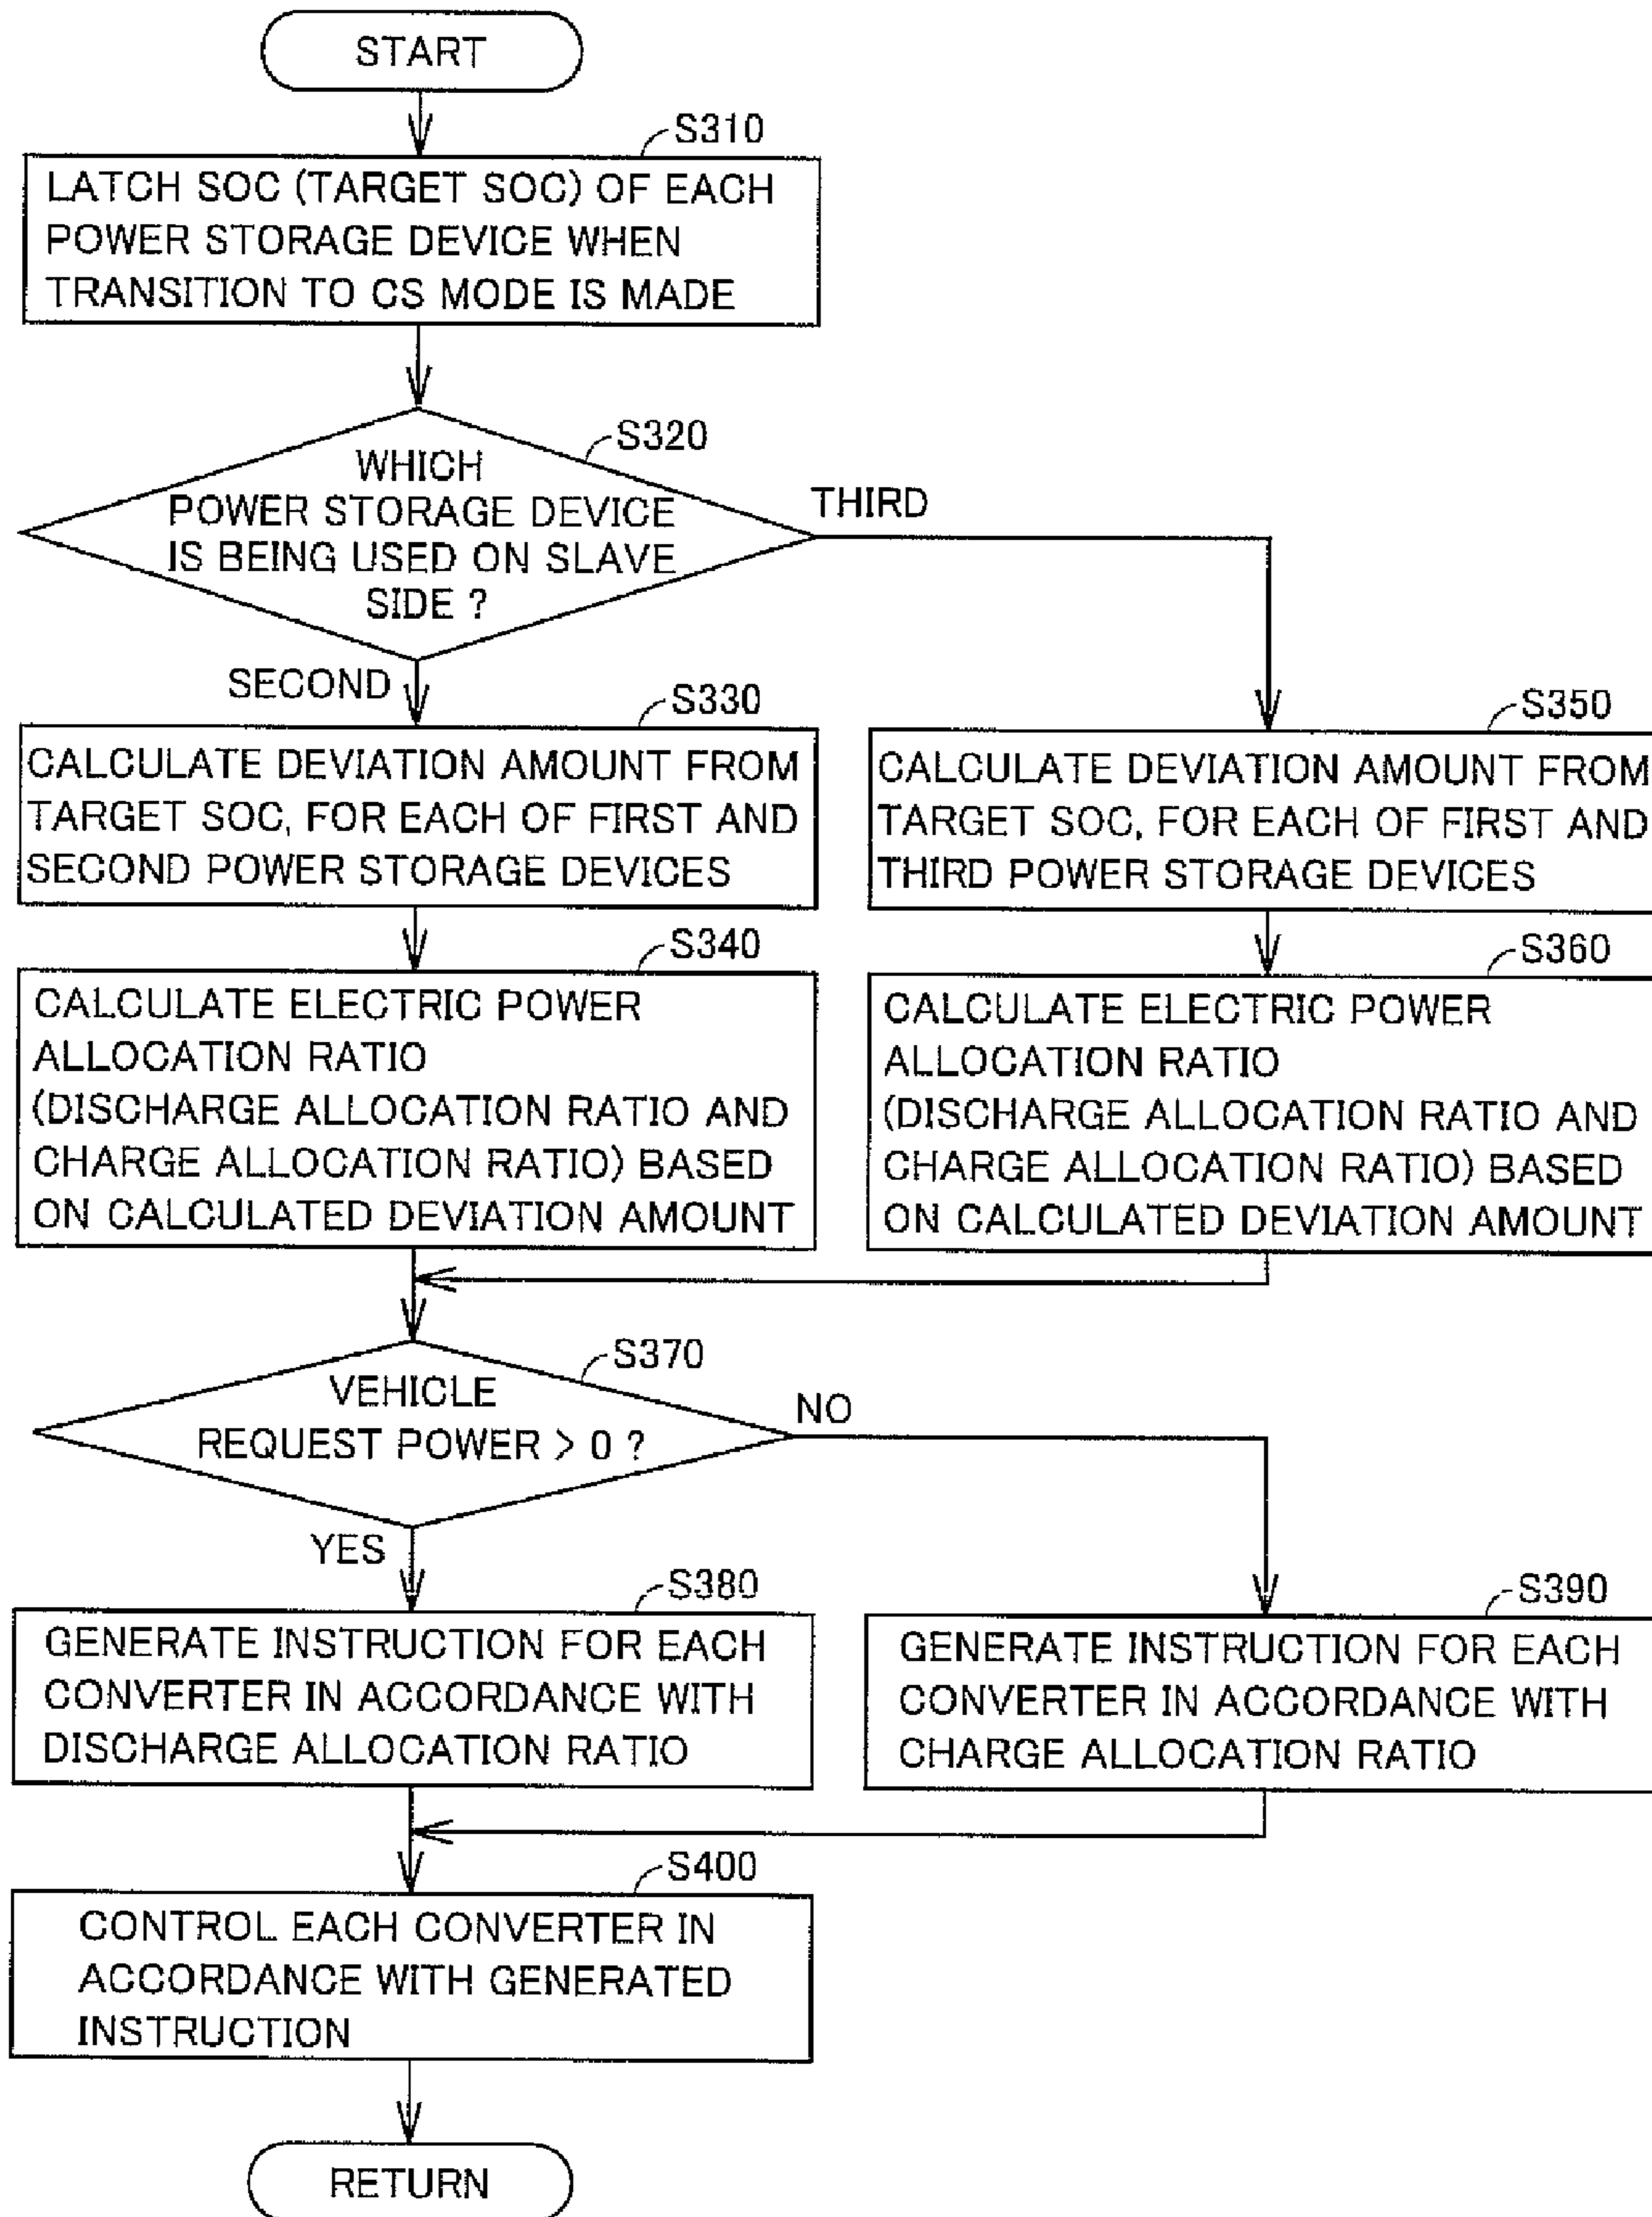 START
S310
LATCH SOC (TARGET SOC) OF EACH
POWER STORAGE DEVICE WHEN
TRANSITION TO CS MODE IS MADE
S320
WHICH
POWER STORAGE DEVICE
IS BEING USED ON SLAVE
SIDE ?
THIRD
SECOND
S330
CALCULATE DEVIATION AMOUNT FROM
TARGET SOC, FOR EACH OF FIRST AND
SECOND POWER STORAGE DEVICES
S350
CALCULATE DEVIATION AMOUNT FROM
TARGET SOC, FOR EACH OF FIRST AND
THIRD POWER STORAGE DEVICES
S340
CALCULATE ELECTRIC POWER
ALLOCATION RATIO
(DISCHARGE ALLOCATION RATIO AND
CHARGE ALLOCATION RATIO) BASED
ON CALCULATED DEVIATION AMOUNT
S360
CALCULATE ELECTRIC POWER
ALLOCATION RATIO
(DISCHARGE ALLOCATION RATIO AND
CHARGE ALLOCATION RATIO) BASED
ON CALCULATED DEVIATION AMOUNT
S370
VEHICLE
REQUEST POWER > 0 ?
NO
YES
S380
GENERATE INSTRUCTION FOR EACH
CONVERTER IN ACCORDANCE WITH
DISCHARGE ALLOCATION RATIO
S390
GENERATE INSTRUCTION FOR EACH
CONVERTER IN ACCORDANCE WITH
CHARGE ALLOCATION RATIO
S400
CONTROL EACH CONVERTER IN
ACCORDANCE WITH GENERATED
INSTRUCTION
RETURN